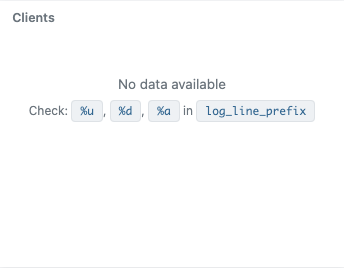 Clients
No data available
Check: %u, %d, %a in log_line_prefix